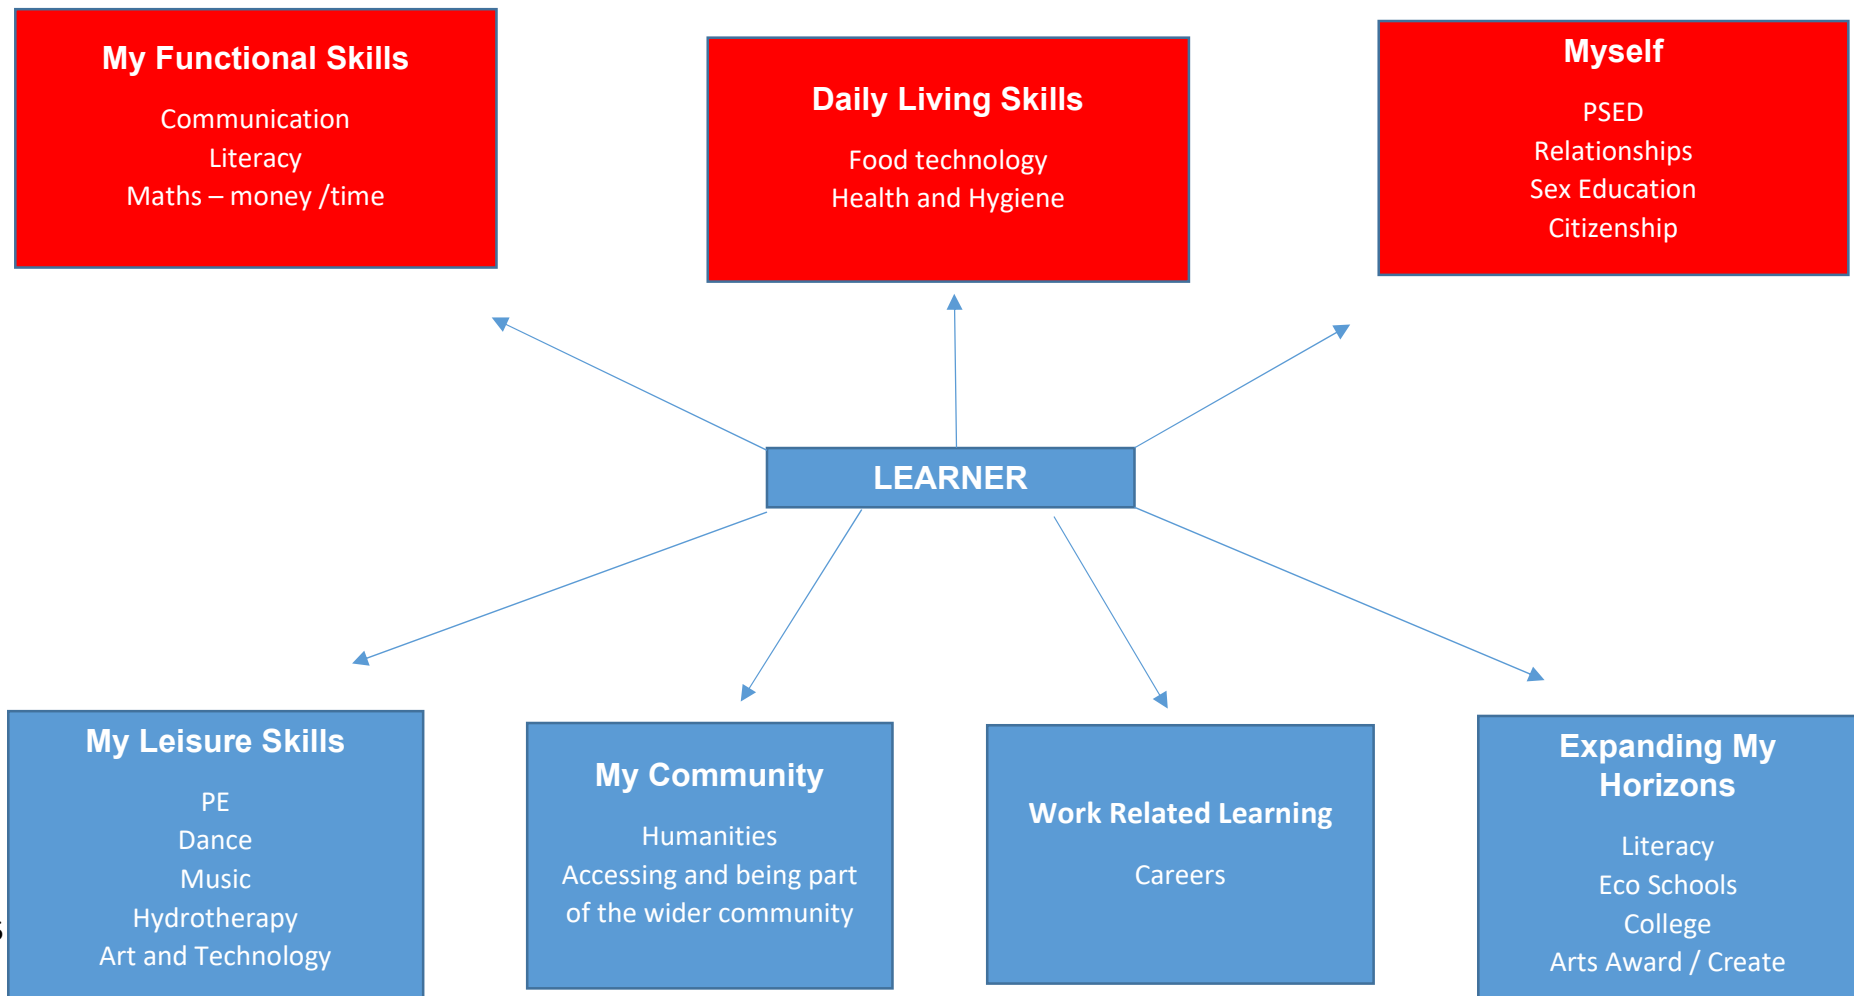 My Functional Skills
Communication
Literacy
Maths – money /time
Daily Living Skills
Food technology
Health and Hygiene
Myself
PSED
Relationships
Sex Education
Citizenship
LEARNER
My Leisure Skills
PE
Dance
Music
Hydrotherapy
Art and Technology
My Community
Humanities
Accessing and being part
of the wider community
Work Related Learning
Careers
Expanding My
Horizons
Literacy
Eco Schools
College
Arts Award / Create